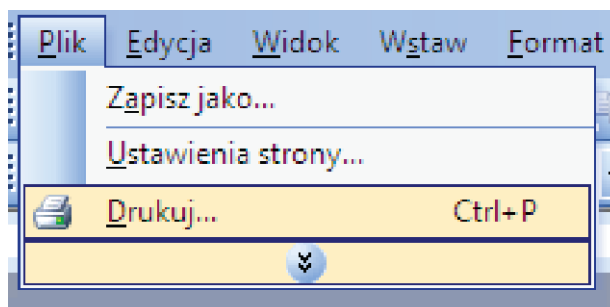 Plik Edycja Widok Wstaw Format
Zapisz jako...
Ustawienia strony...
Drukuj... Ctrl+P